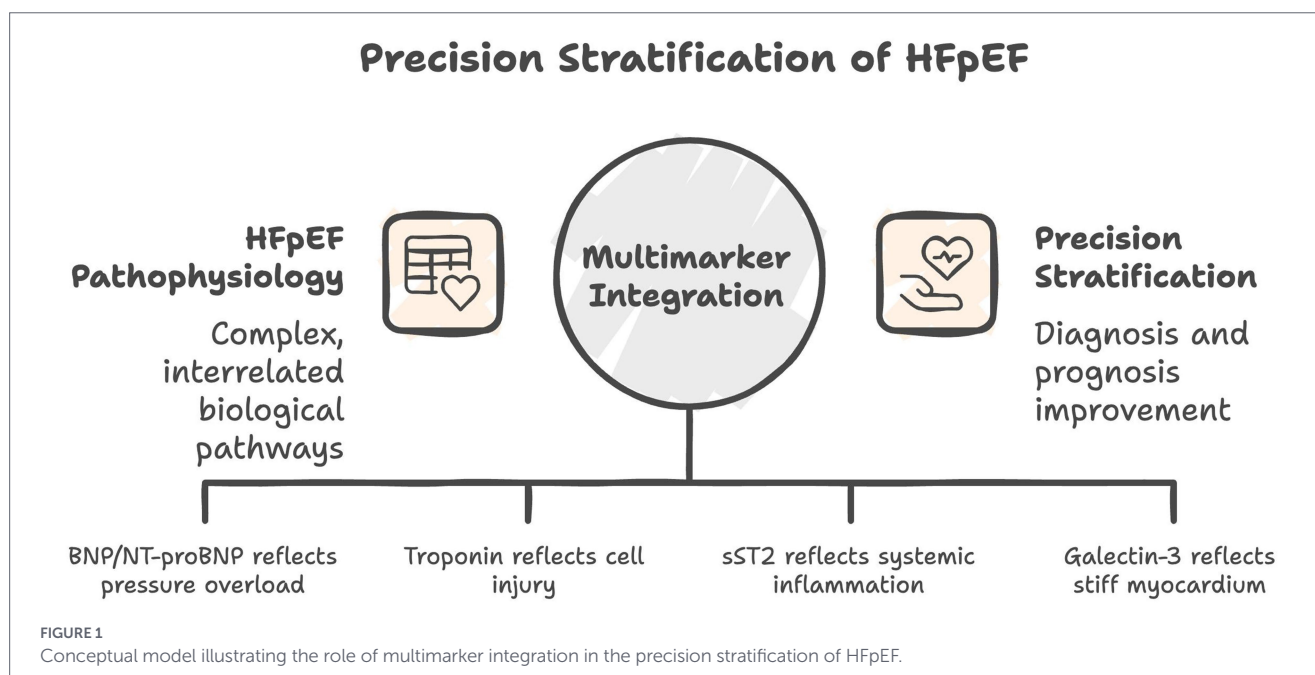 Precision Stratification of HFpEF
HFpEF
Pathophysiology
Complex,
interrelated
biological
pathways
Multimarker
Integration
Precision
Stratification
Diagnosis and
prognosis
improvement
BNP/NT-proBNP reflects
pressure overload
Troponin reflects cell
injury
sST2 reflects systemic
inflammation
Galectin-3 reflects
stiff myocardium
FIGURE 1
Conceptual model illustrating the role of multimarker integration in the precision stratification of HFpEF.